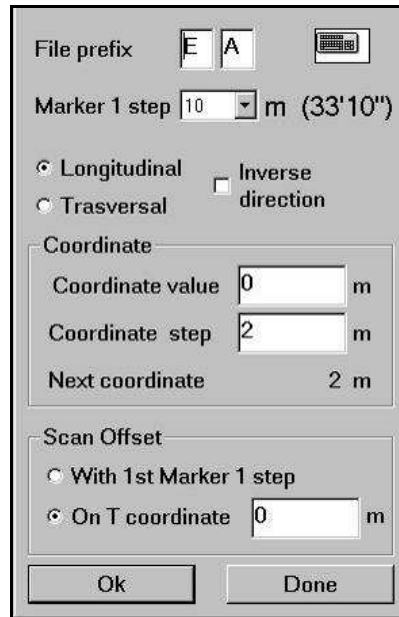 File prefix E A
Marker 1 step 10 m (33'10")
Longitudinal
Trasversal
Inverse
direction
Coordinate
Coordinate value 0 m
Coordinate step 2 m
Next coordinate 2 m
Scan Offset
With 1st Marker 1 step
On T coordinate 0 m
Ok Done